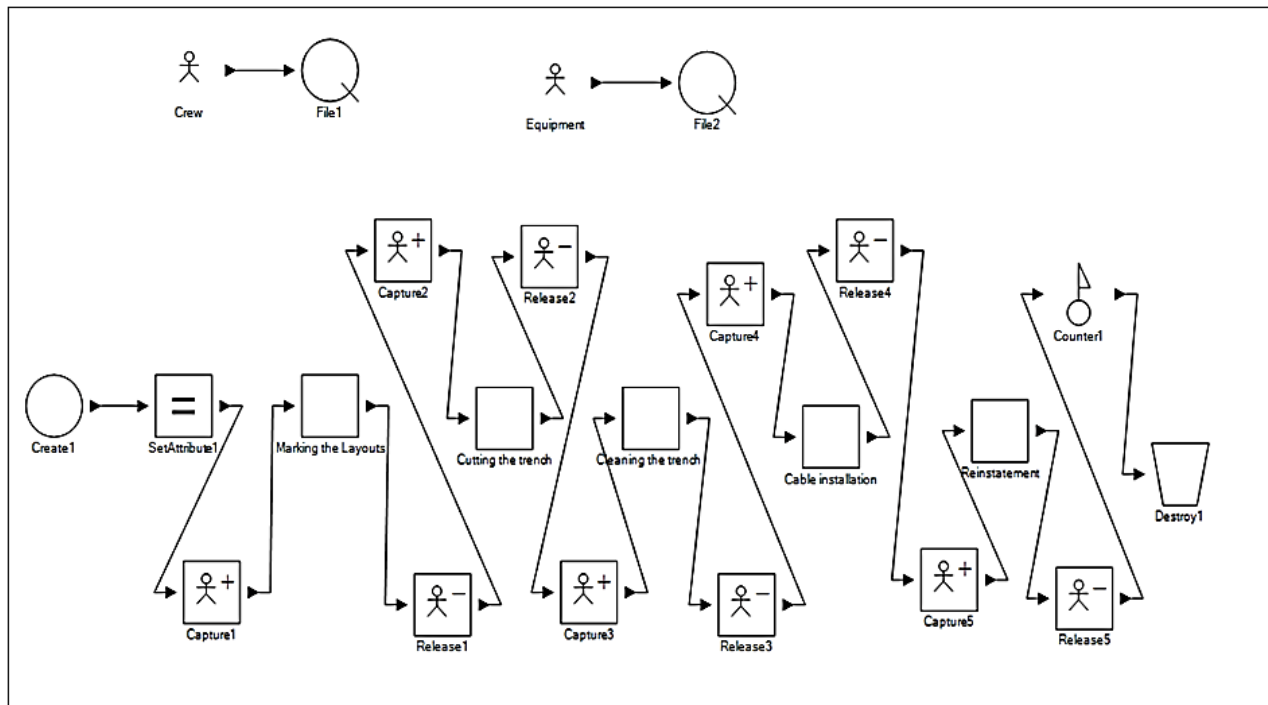 Crew
File1
Equipment
File2
Capture2
Release2
Capture4
Release4
Counter1
Create1
SetAttribute1
Marking the Layouts
Cutting the trench
Cleaning the trench
Cable installation
Reinstatement
Destroy1
Capture1
Release1
Capture3
Release3
Capture5
Release5